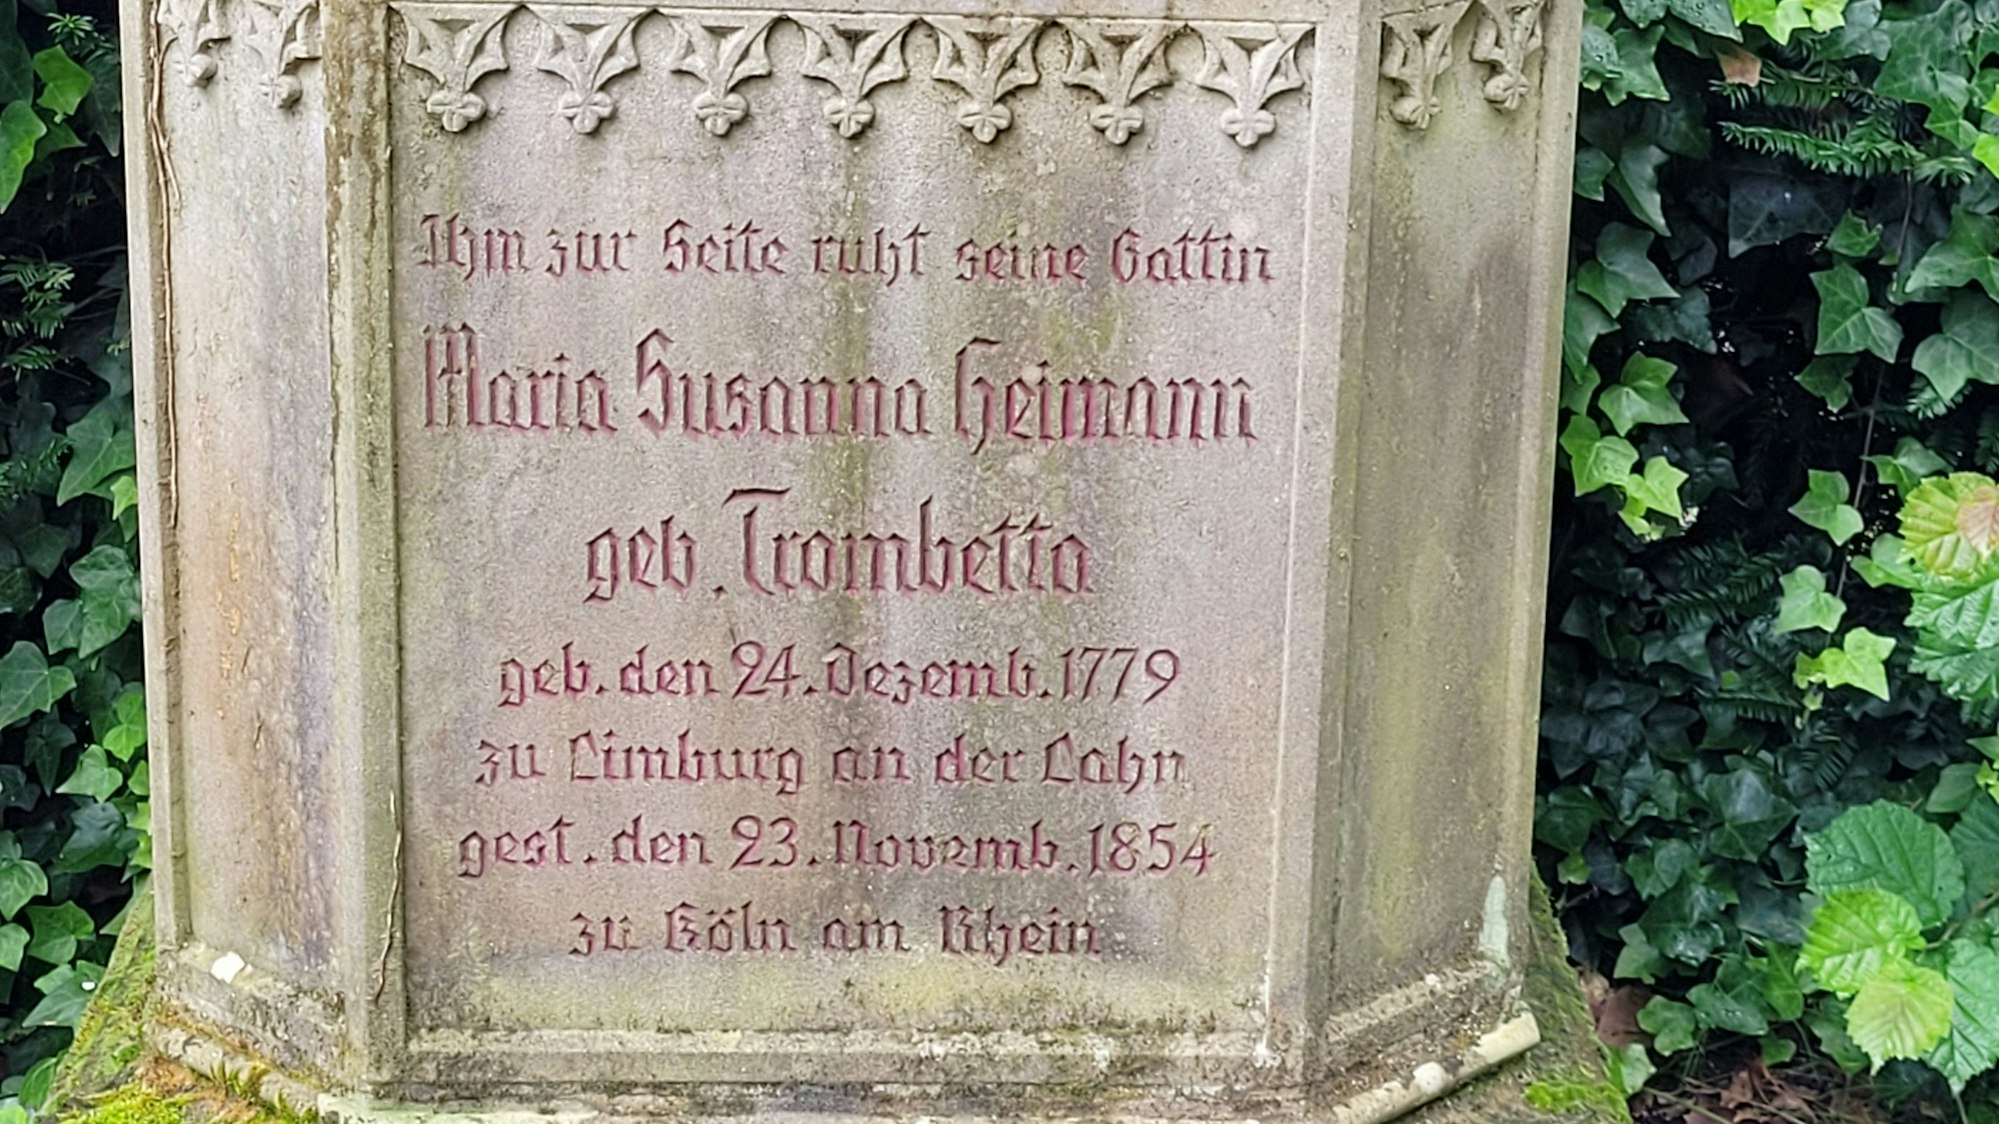 Ihm zur Seite ruht seine Gattin
Maria Susanna Heimann
geb. Trombetta
geb. den 24. Dezemb. 1779
zu Limburg an der Lahn
gest. den 23. Novemb. 1854
zu Köln am Rhein